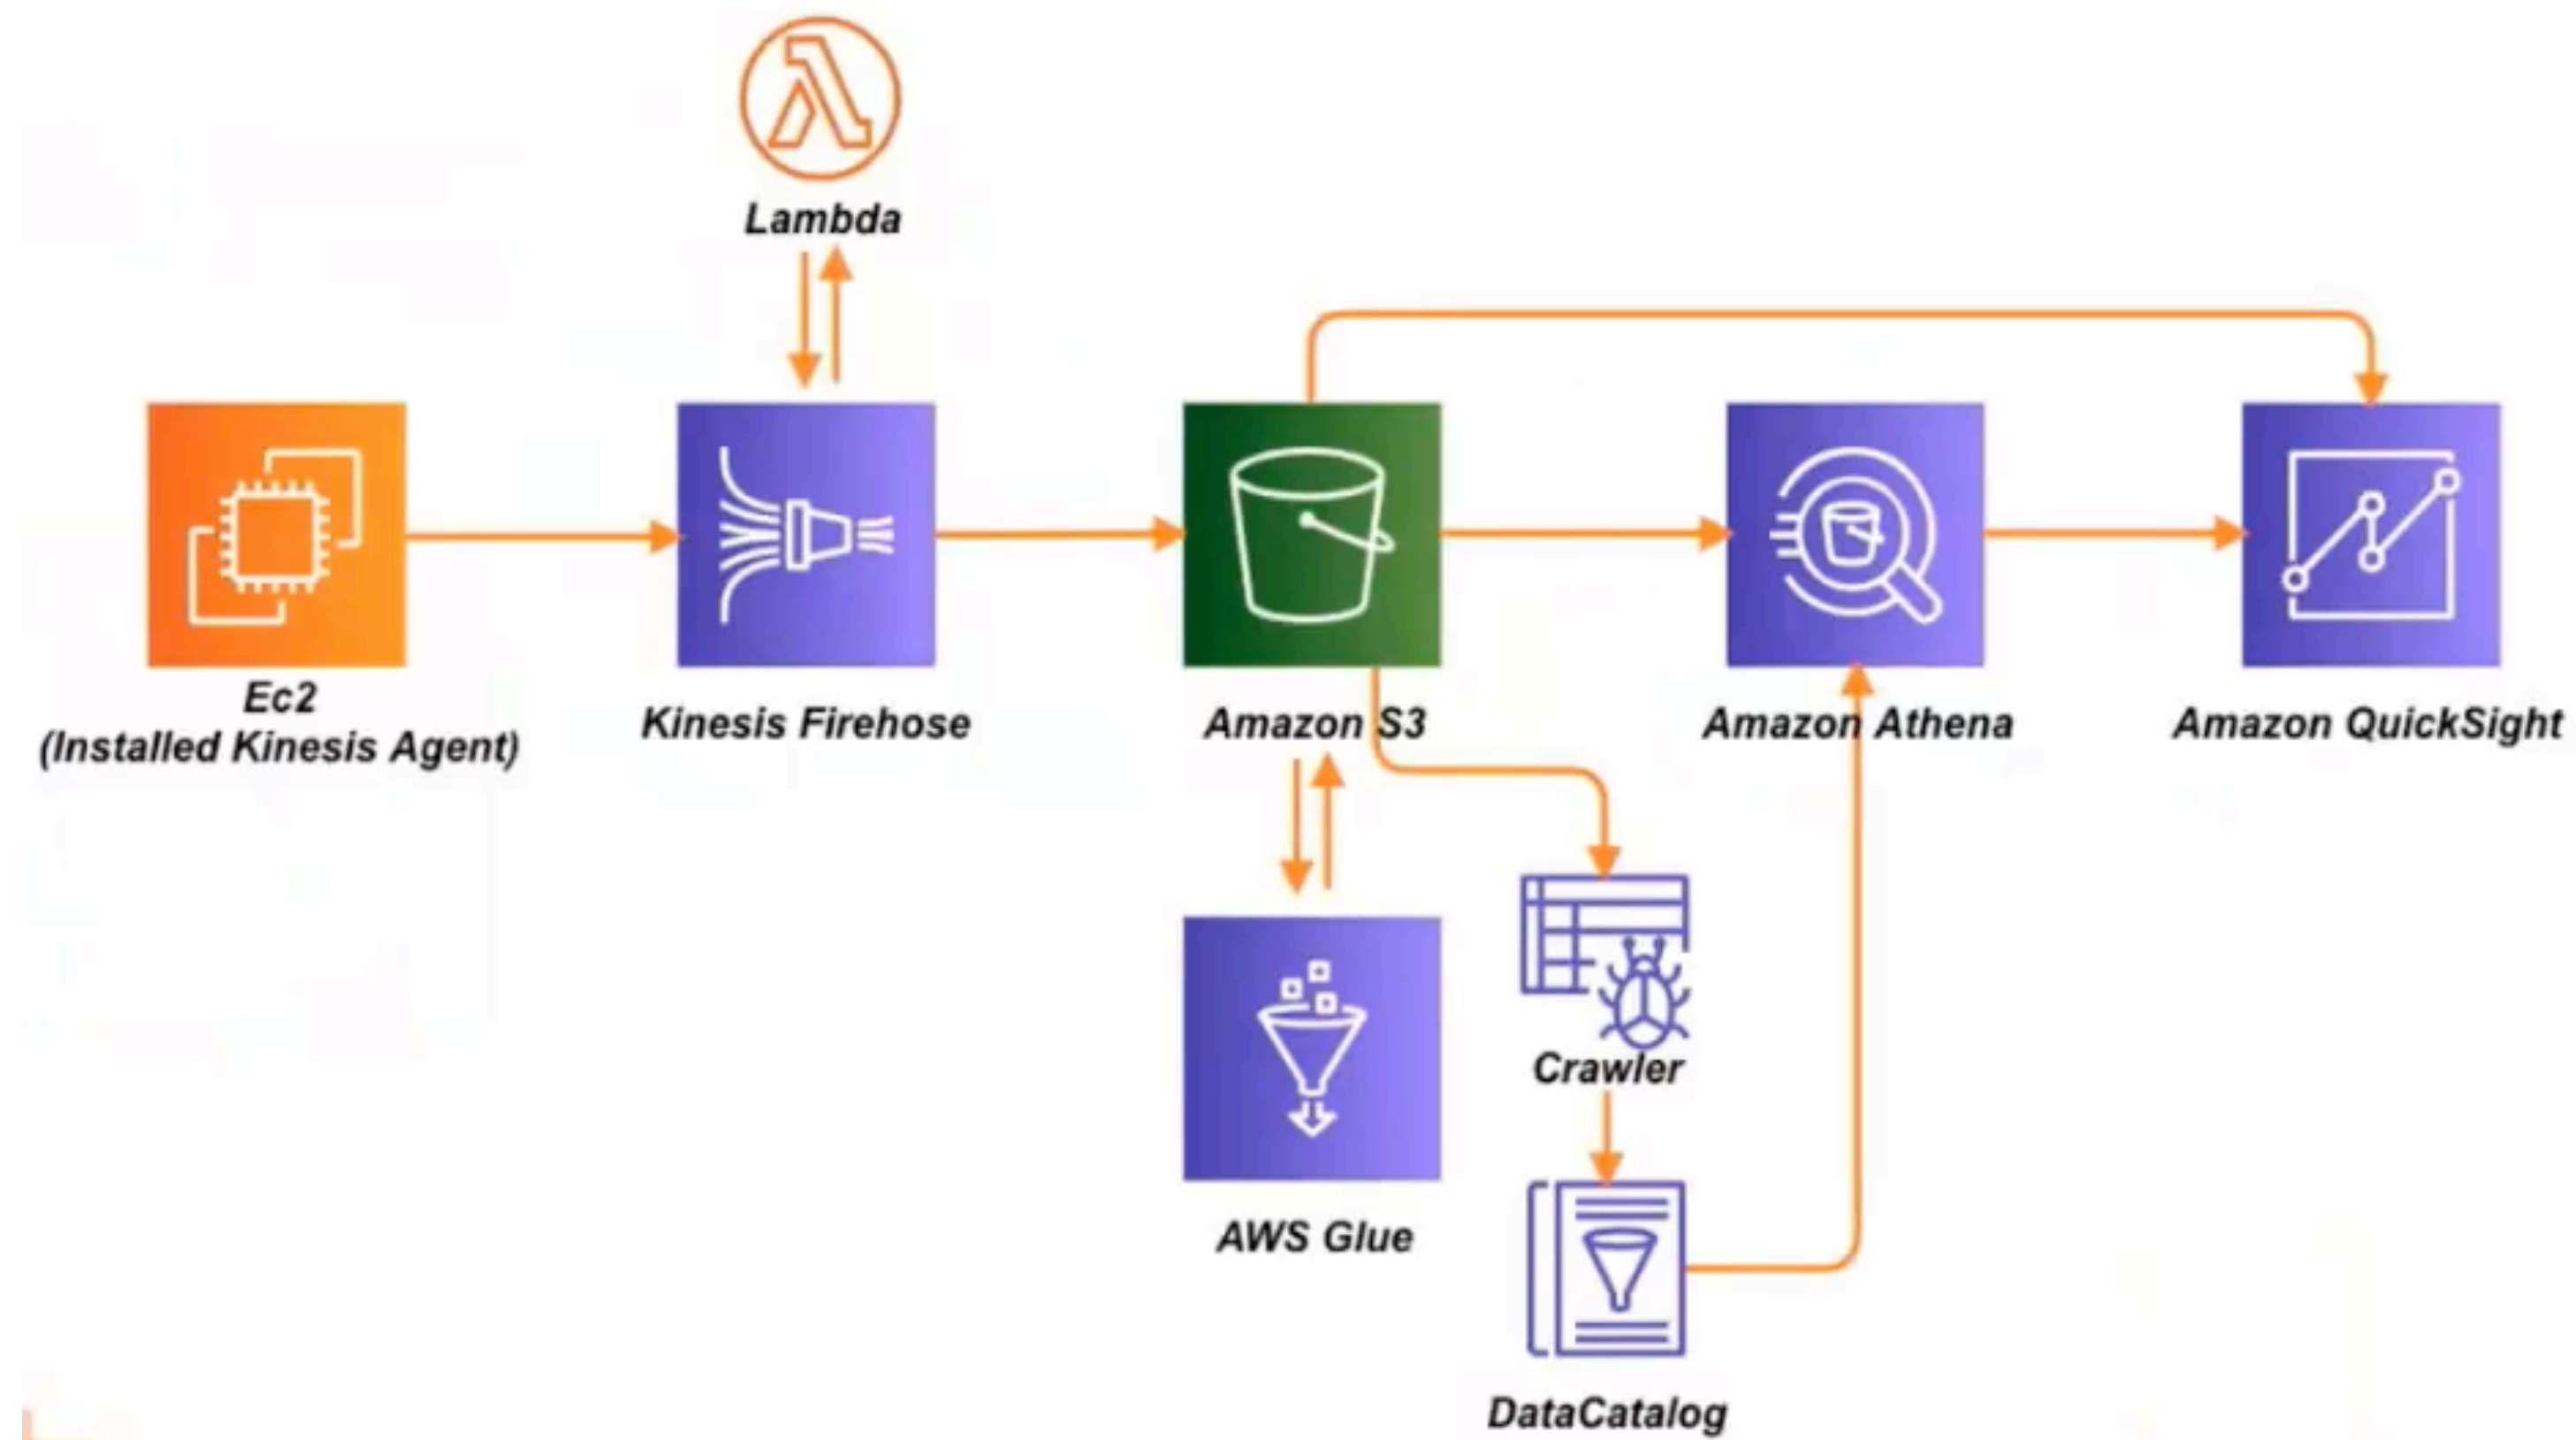 Lambda
Ec2
(Installed Kinesis Agent)
Kinesis Firehose
Amazon S3
Amazon Athena
Amazon QuickSight
Crawler
AWS Glue
DataCatalog